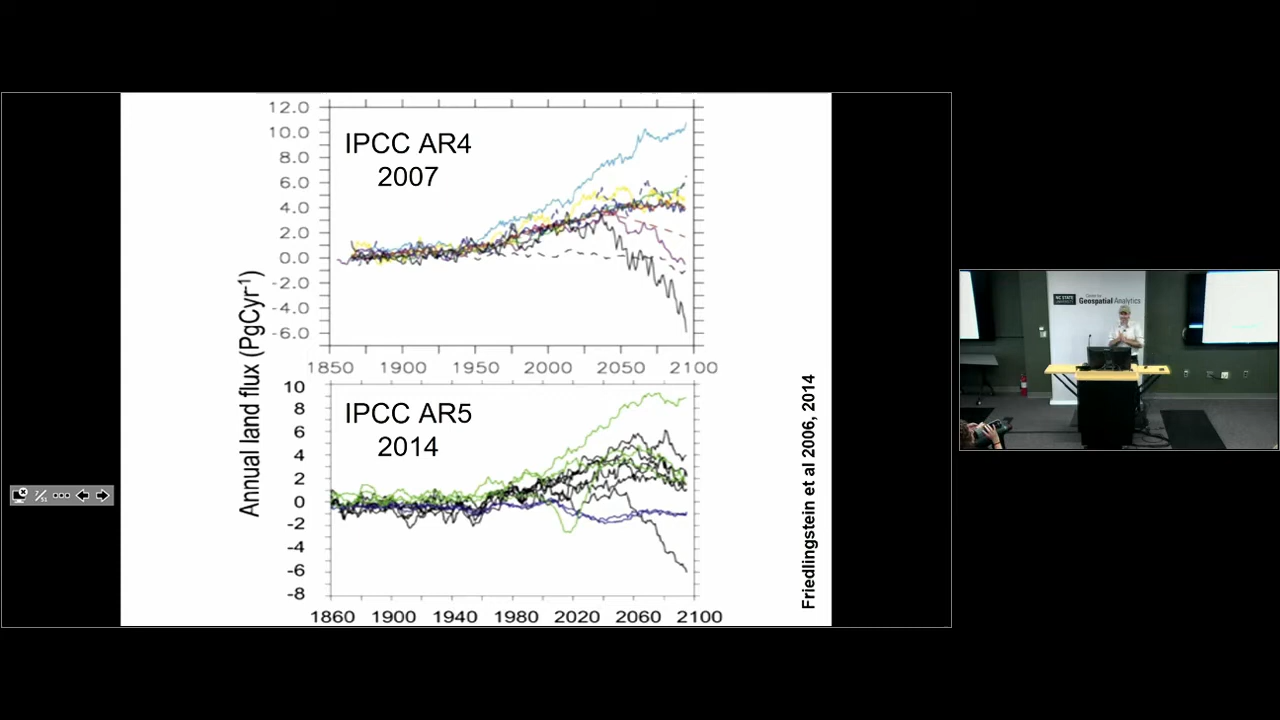 12.0
10.0
8.0
6.0
4.0
2.0
0.0
-2.0
-4.0
-6.0
IPCC AR4
2007
1850 1900 1950 2000 2050 2100
Annual land flux (PgCyr-1)
10
8
6
4
2
0
-2
-4
-6
-8
IPCC AR5
2014
1860 1900 1940 1980 2020 2060 2100
Friedlingstein et al 2006, 2014
NC STATE
Geospatial Analytics